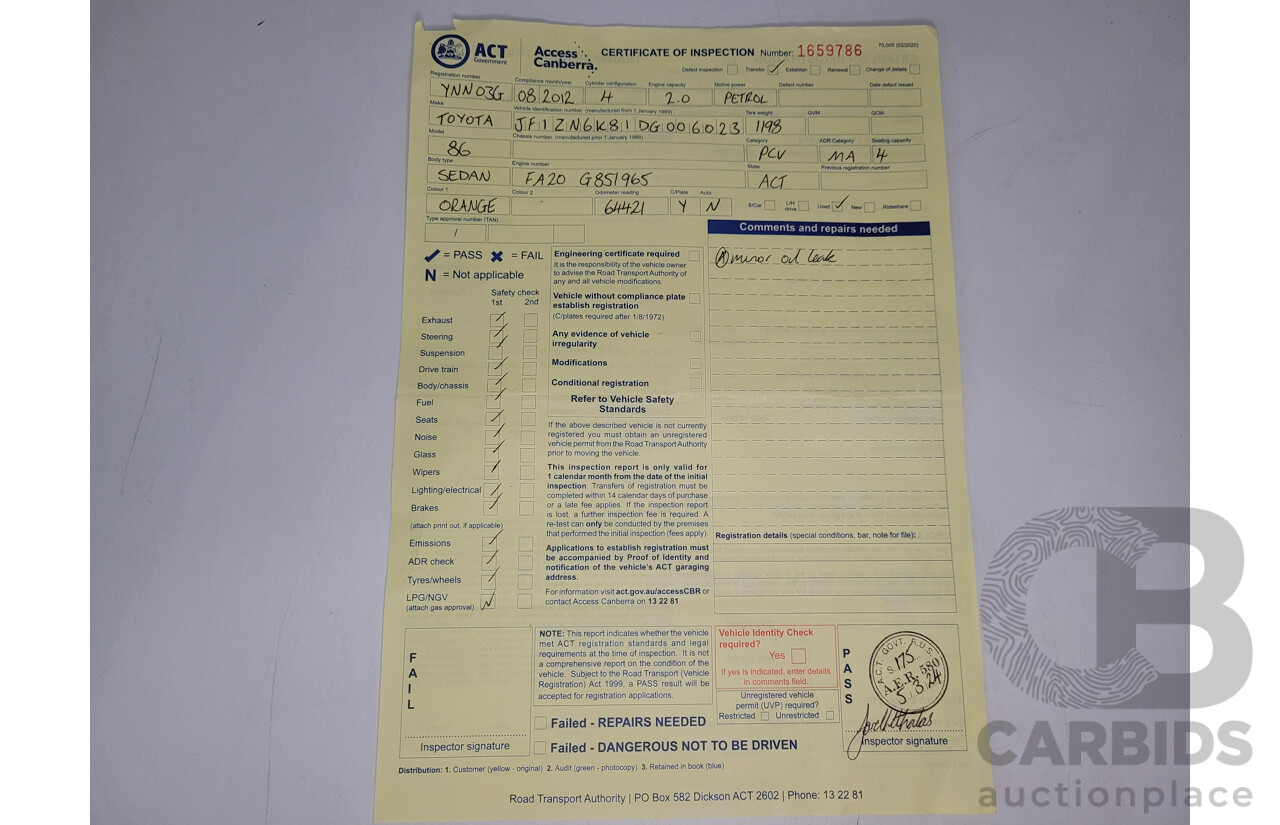 ACT Government
Access Canberra.
CERTIFICATE OF INSPECTION Number: 1659786
75,005 (02/2020)
Defect inspection Transfer ✓ Establish Renewal Change of details
Registration number Compliance month/year Cylinder configuration Engine capacity Motive power Defect number Date defect issued
YNN03G 08 2012 4 2.0 PETROL
Make Vehicle identification number (manufactured from 1 January 1989) Tare weight GVM GCM
TOYOTA JF1ZN6K81DG006023 1198
Model Chassis number (manufactured prior 1 January 1989) Category ADR Category Seating capacity
86 PCV MA 4
Body type Engine number State Previous registration number
SEDAN FA20 G851965 ACT
Colour 1 Colour 2 Odometer reading C/Plate Auto
ORANGE 64421 Y N
S/Car L/H drive Used ✓ New Rideshare
Type approval number (TAN)
/
✓ = PASS ✖ = FAIL
N = Not applicable
Safety check
1st 2nd
Exhaust
Steering
Suspension
Drive train
Body/chassis
Fuel
Seats
Noise
Glass
Wipers
Lighting/electrical
Brakes
(attach print out, if applicable)
Emissions
ADR check
Tyres/wheels
LPG/NGV
(attach gas approval) N
Engineering certificate required
It is the responsibility of the vehicle owner
to advise the Road Transport Authority of
any and all vehicle modifications.
Vehicle without compliance plate
establish registration
(C/plates required after 1/8/1972)
Any evidence of vehicle
irregularity
Modifications
Conditional registration
Refer to Vehicle Safety
Standards
If the above described vehicle is not currently
registered you must obtain an unregistered
vehicle permit from the Road Transport Authority
prior to moving the vehicle.
This inspection report is only valid for
1 calendar month from the date of the initial
inspection. Transfers of registration must be
completed within 14 calendar days of purchase
or a late fee applies. If the inspection report
is lost, a further inspection fee is required. A
re-test can only be conducted by the premises
that performed the initial inspection (fees apply).
Applications to establish registration must
be accompanied by Proof of Identity and
notification of the vehicle's ACT garaging
address.
For information visit act.gov.au/accessCBR or
contact Access Canberra on 13 22 81
Comments and repairs needed
(A) minor oil leak
Registration details (special conditions, bar, note for file):
FAIL
Inspector signature
NOTE: This report indicates whether the vehicle
met ACT registration standards and legal
requirements at the time of inspection. It is not
a comprehensive report on the condition of the
vehicle. Subject to the Road Transport (Vehicle
Registration) Act 1999, a PASS result will be
accepted for registration applications.
Failed - REPAIRS NEEDED
Failed - DANGEROUS NOT TO BE DRIVEN
Vehicle Identity Check
required?
Yes
If yes is indicated, enter details
in comments field.
Unregistered vehicle
permit (UVP) required?
Restricted Unrestricted
PASS
A.C.T. GOVT.
175
A.E.R. 580
5/3/24
Inspector signature
Distribution: 1. Customer (yellow - original) 2. Audit (green - photocopy) 3. Retained in book (blue)
Road Transport Authority | PO Box 582 Dickson ACT 2602 | Phone: 13 22 81
CARBIDS
auctionplace